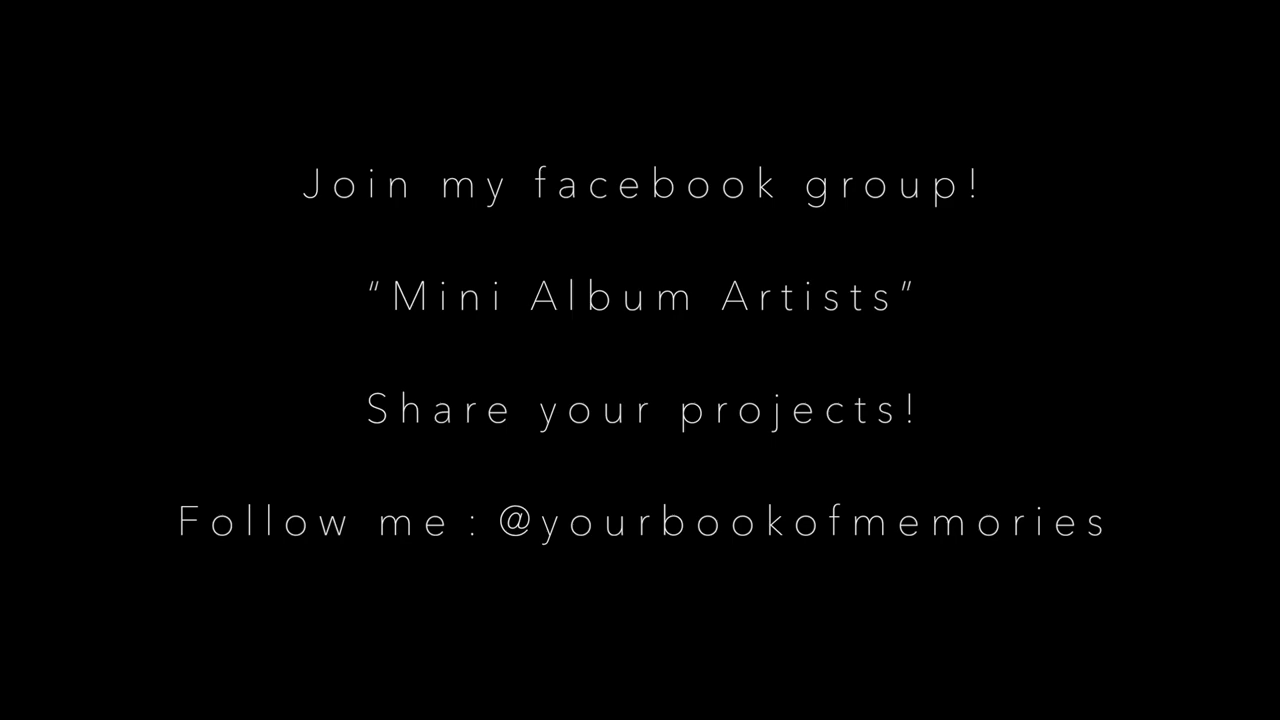 Join my facebook group!
“Mini Album Artists”
Share your projects!
Follow me : @yourbookofmemories